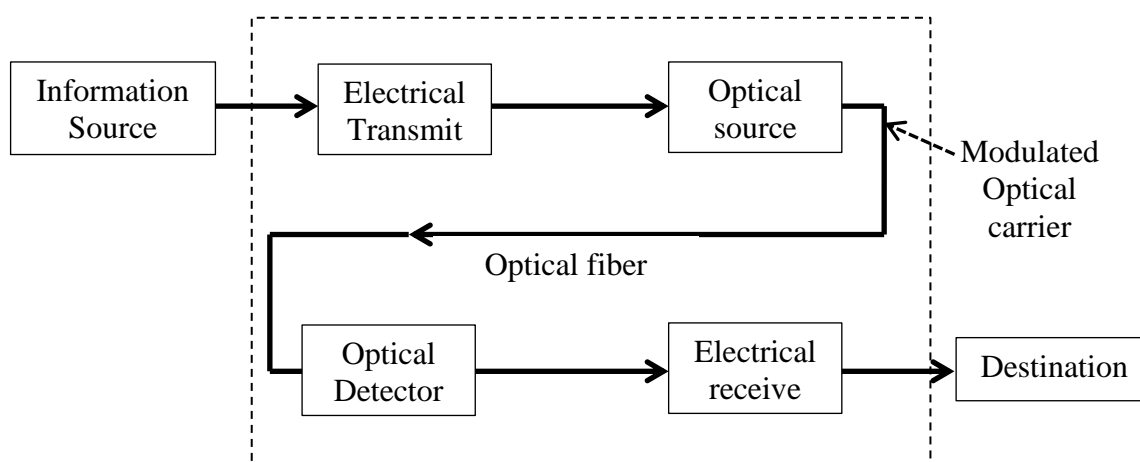 Information
Source
Electrical
Transmit
Optical
source
Modulated
Optical
carrier
Optical fiber
Optical
Detector
Electrical
receive
Destination